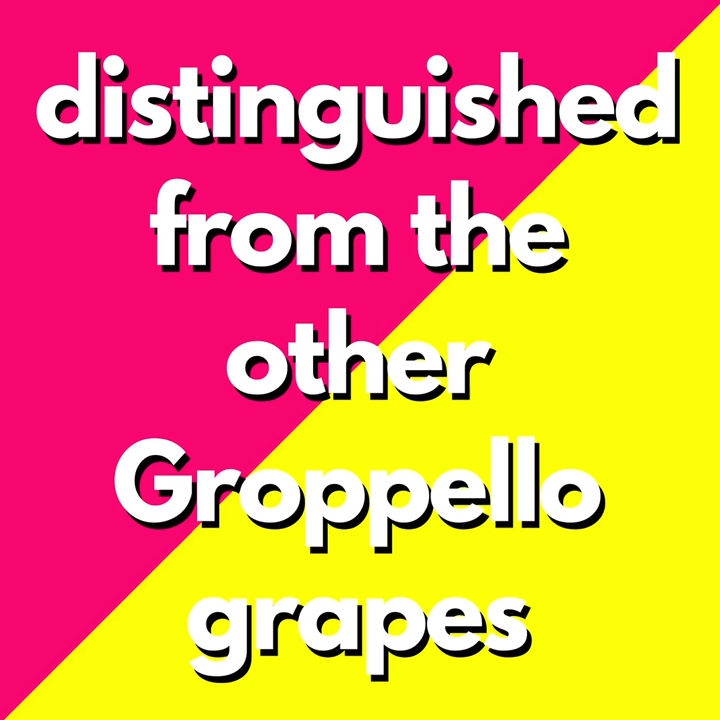 distinguished
from the
other
Groppello
grapes